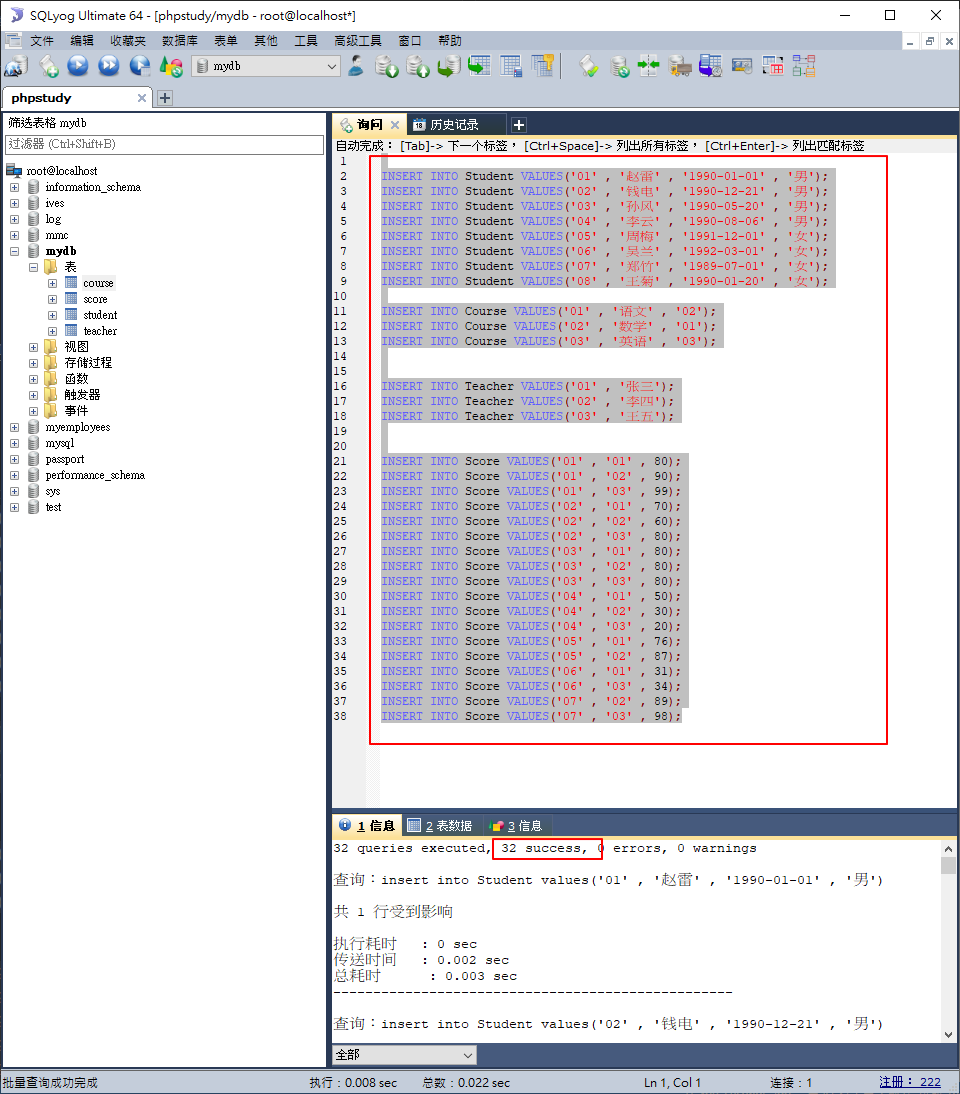 SQLyog Ultimate 64 - [phpstudy/mydb - root@localhost*]
文件 编辑 收藏夹 数据库 表单 其他 工具 高级工具 窗口 帮助
mydb
phpstudy
筛选表格 mydb
过滤器 (Ctrl+Shift+B)
root@localhost
information_schema
ives
log
mmc
mydb
表
course
score
student
teacher
视图
存储过程
函数
触发器
事件
myemployees
mysql
passport
performance_schema
sys
test
询问 历史记录
自动完成： [Tab]-> 下一个标签， [Ctrl+Space]-> 列出所有标签， [Ctrl+Enter]-> 列出匹配标签
1
2 INSERT INTO Student VALUES('01' , '赵雷' , '1990-01-01' , '男');
3 INSERT INTO Student VALUES('02' , '钱电' , '1990-12-21' , '男');
4 INSERT INTO Student VALUES('03' , '孙风' , '1990-05-20' , '男');
5 INSERT INTO Student VALUES('04' , '李云' , '1990-08-06' , '男');
6 INSERT INTO Student VALUES('05' , '周梅' , '1991-12-01' , '女');
7 INSERT INTO Student VALUES('06' , '吴兰' , '1992-03-01' , '女');
8 INSERT INTO Student VALUES('07' , '郑竹' , '1989-07-01' , '女');
9 INSERT INTO Student VALUES('08' , '王菊' , '1990-01-20' , '女');
10
11 INSERT INTO Course VALUES('01' , '语文' , '02');
12 INSERT INTO Course VALUES('02' , '数学' , '01');
13 INSERT INTO Course VALUES('03' , '英语' , '03');
14
15
16 INSERT INTO Teacher VALUES('01' , '张三');
17 INSERT INTO Teacher VALUES('02' , '李四');
18 INSERT INTO Teacher VALUES('03' , '王五');
19
20
21 INSERT INTO Score VALUES('01' , '01' , 80);
22 INSERT INTO Score VALUES('01' , '02' , 90);
23 INSERT INTO Score VALUES('01' , '03' , 99);
24 INSERT INTO Score VALUES('02' , '01' , 70);
25 INSERT INTO Score VALUES('02' , '02' , 60);
26 INSERT INTO Score VALUES('02' , '03' , 80);
27 INSERT INTO Score VALUES('03' , '01' , 80);
28 INSERT INTO Score VALUES('03' , '02' , 80);
29 INSERT INTO Score VALUES('03' , '03' , 80);
30 INSERT INTO Score VALUES('04' , '01' , 50);
31 INSERT INTO Score VALUES('04' , '02' , 30);
32 INSERT INTO Score VALUES('04' , '03' , 20);
33 INSERT INTO Score VALUES('05' , '01' , 76);
34 INSERT INTO Score VALUES('05' , '02' , 87);
35 INSERT INTO Score VALUES('06' , '01' , 31);
36 INSERT INTO Score VALUES('06' , '03' , 34);
37 INSERT INTO Score VALUES('07' , '02' , 89);
38 INSERT INTO Score VALUES('07' , '03' , 98);
1 信息 2 表数据 3 信息
32 queries executed, 32 success, 0 errors, 0 warnings
查询：insert into Student values('01' , '赵雷' , '1990-01-01' , '男')
共 1 行受到影响
执行耗时 : 0 sec
传送时间 : 0.002 sec
总耗时 : 0.003 sec
--------------------------------------------------
查询：insert into Student values('02' , '钱电' , '1990-12-21' , '男')
全部
批量查询成功完成 执行：0.008 sec 总数：0.022 sec Ln 1, Col 1 连接：1 注册： 222